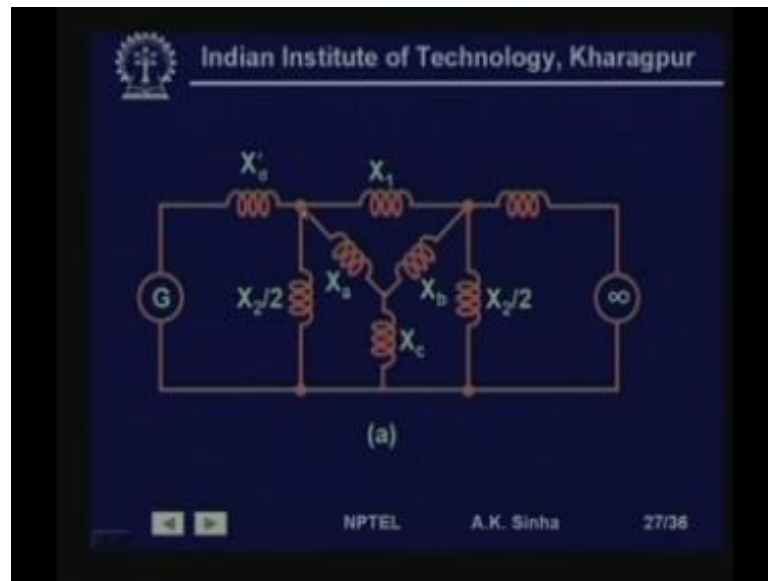 Indian Institute of Technology, Kharagpur
X'd X1
G X2/2 Xa Xb X2/2 ∞
Xc
(a)
NPTEL A.K. Sinha 27/36